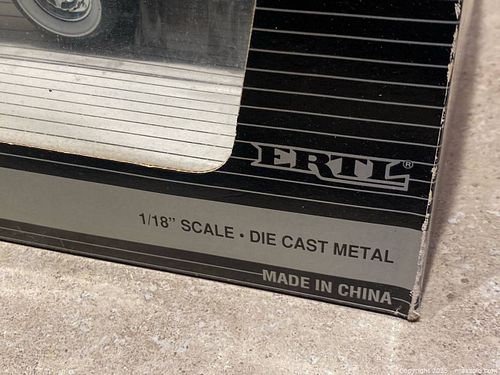 ERTL®
1/18” SCALE • DIE CAST METAL
MADE IN CHINA